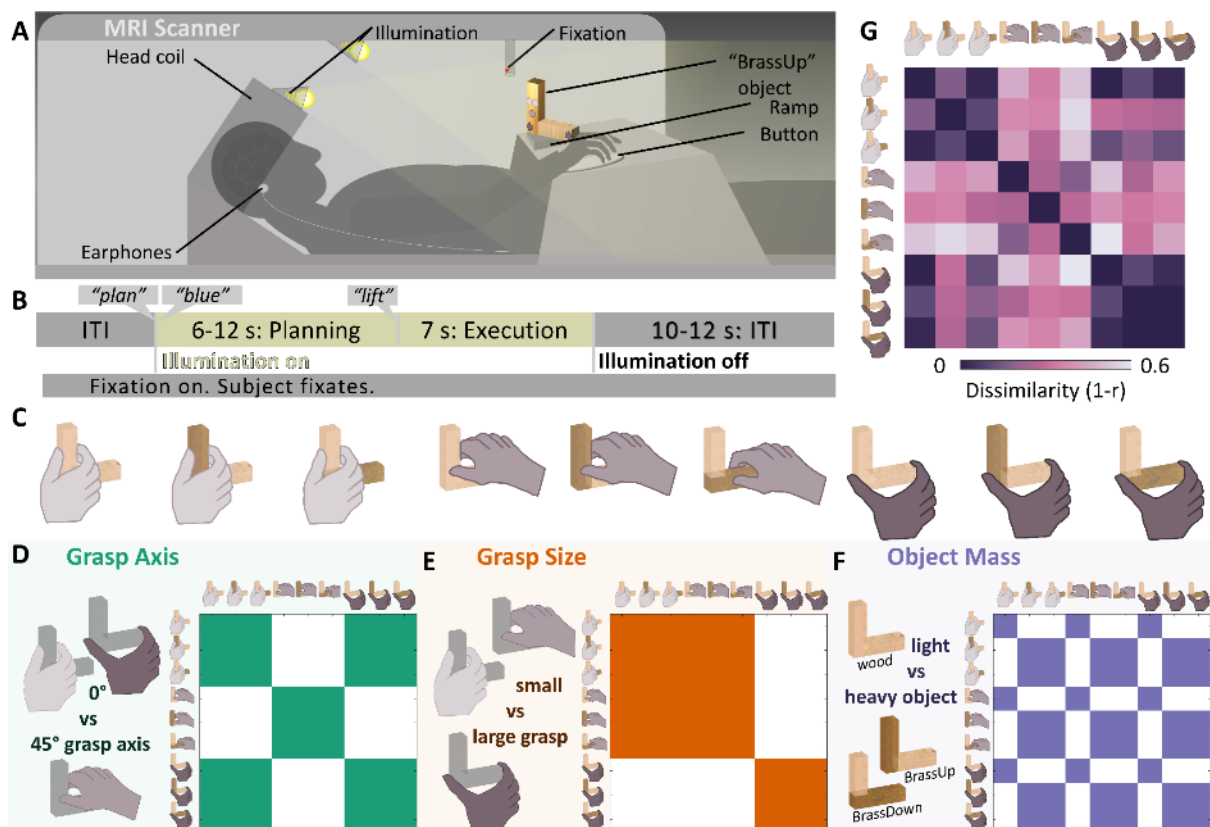 A
MRI Scanner
Illumination
Fixation
Head coil
“BrassUp”
object
Ramp
Button
Earphones
B
“plan”
“blue”
“lift”
ITI
6-12 s: Planning
7 s: Execution
10-12 s: ITI
Illumination on
Illumination off
Fixation on. Subject fixates.
G
0
0.6
Dissimilarity (1-r)
C
D
Grasp Axis
0°
vs
45° grasp axis
E
Grasp Size
small
vs
large grasp
F
Object Mass
wood
light
vs
heavy object
BrassUp
BrassDown